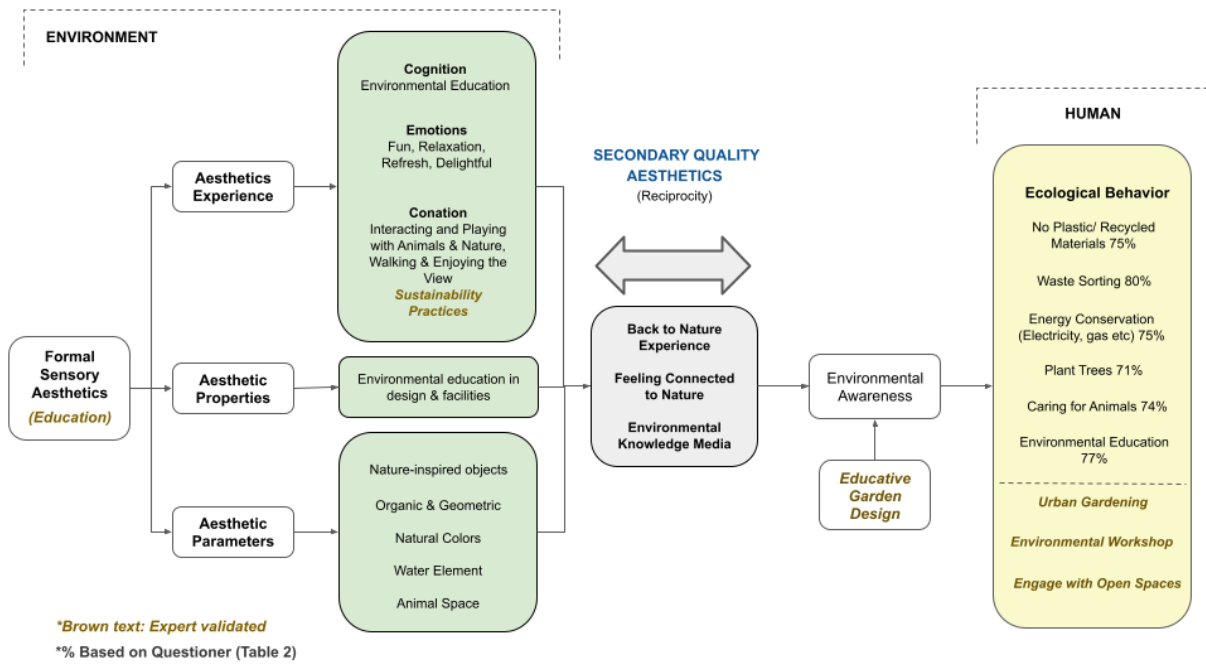 ENVIRONMENT
Cognition
Environmental Education
Emotions
Fun, Relaxation,
Refresh, Delightful
Conation
Interacting and Playing
with Animals & Nature,
Walking & Enjoying the
View
Sustainability
Practices
Aesthetics
Experience
Formal
Sensory
Aesthetics
(Education)
Aesthetic
Properties
Environmental education in
design & facilities
Aesthetic
Parameters
Nature-inspired objects
Organic & Geometric
Natural Colors
Water Element
Animal Space
SECONDARY QUALITY
AESTHETICS
(Reciprocity)
Back to Nature
Experience
Feeling Connected
to Nature
Environmental
Knowledge Media
Environmental
Awareness
Educative
Garden
Design
HUMAN
Ecological Behavior
No Plastic/ Recycled
Materials 75%
Waste Sorting 80%
Energy Conservation
(Electricity, gas etc) 75%
Plant Trees 71%
Caring for Animals 74%
Environmental Education
77%
Urban Gardening
Environmental Workshop
Engage with Open Spaces
*Brown text: Expert validated
*% Based on Questioner (Table 2)